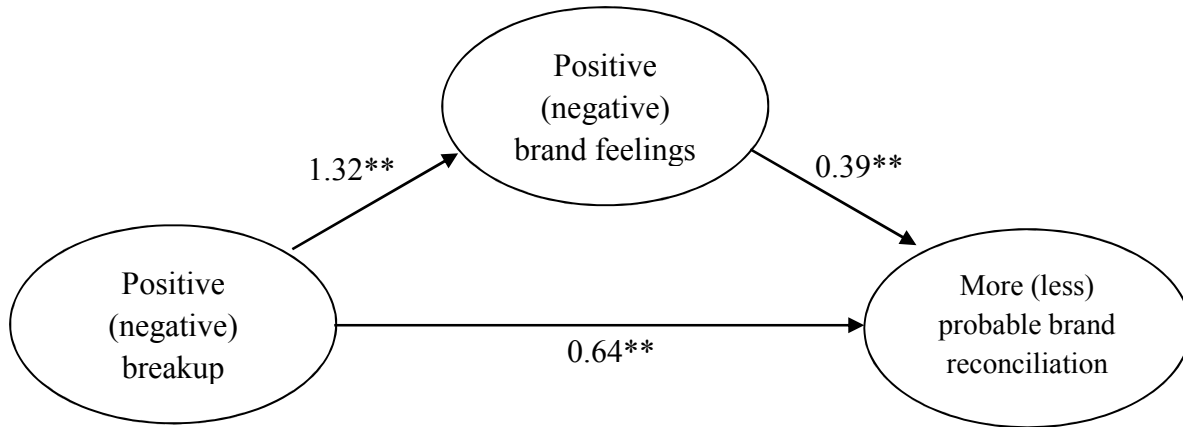 Positive
(negative)
brand feelings
1.32**
0.39**
Positive
(negative)
breakup
0.64**
More (less)
probable brand
reconciliation